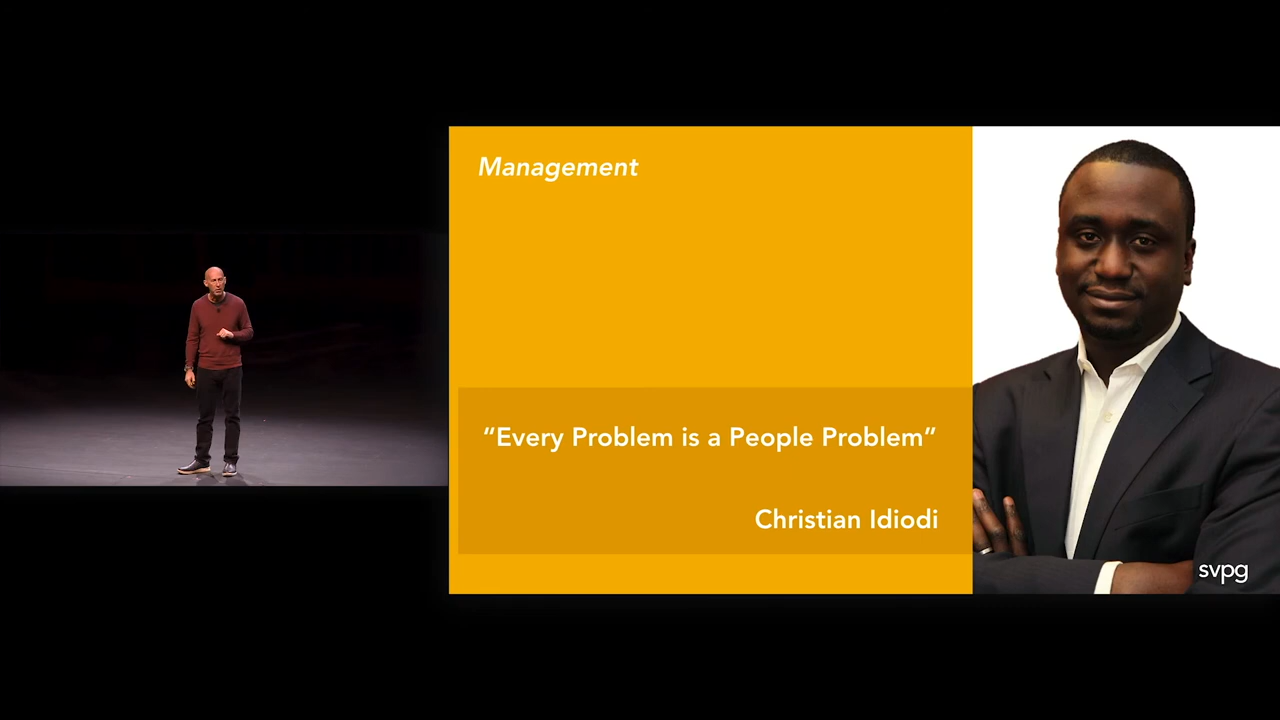 Management
“Every Problem is a People Problem”
Christian Idiodi
svpg